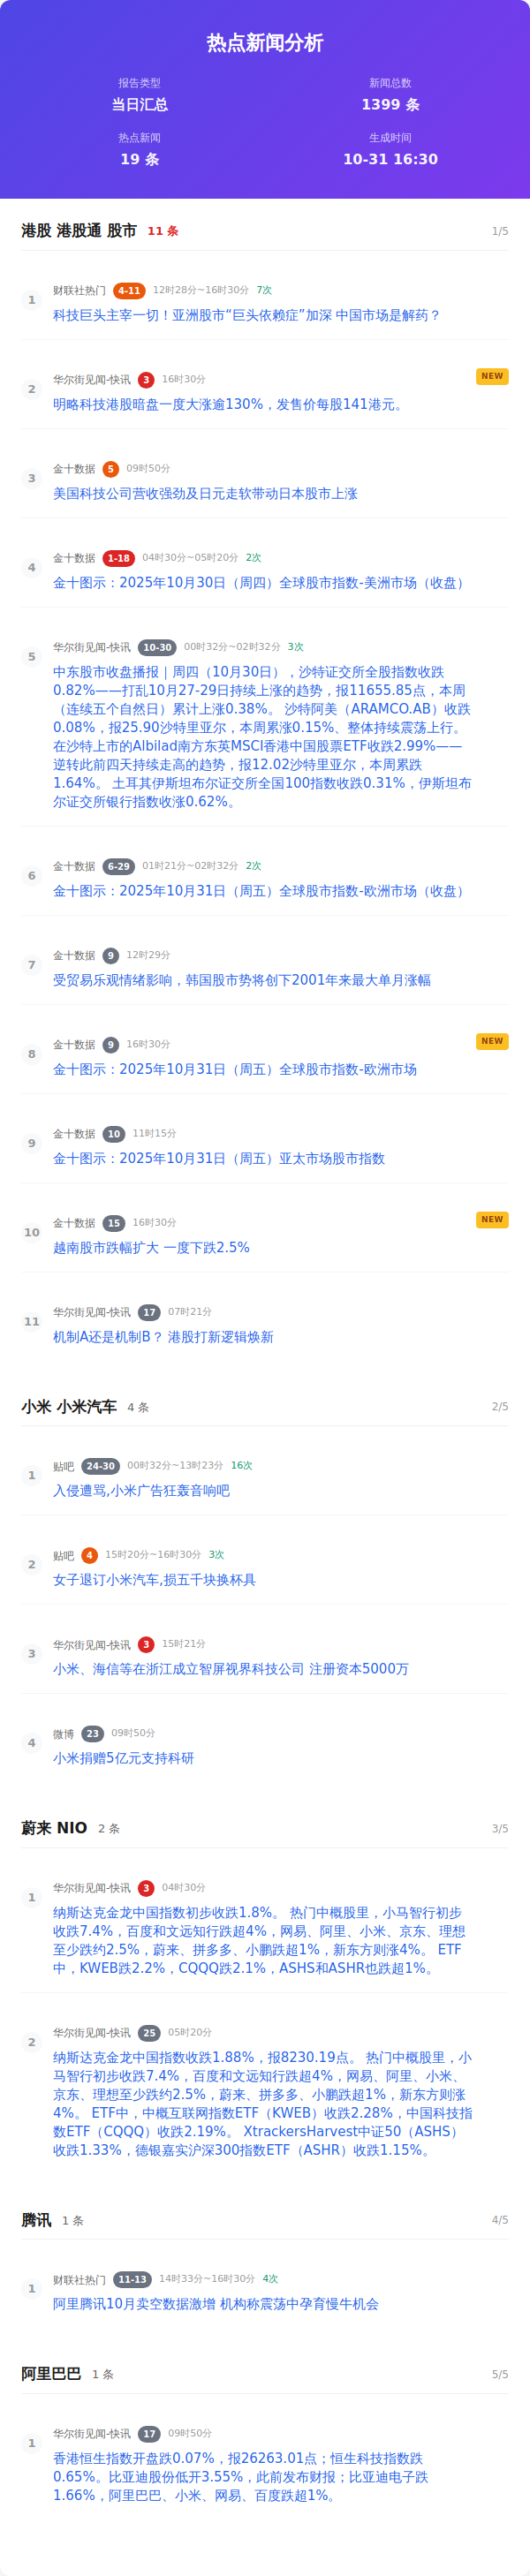 热点新闻分析
报告类型
当日汇总
新闻总数
1399 条
热点新闻
19 条
生成时间
10-31 16:30
港股 港股通 股市 11 条 1/5
1
财联社热门 4-11 12时28分~16时30分 7次
科技巨头主宰一切！亚洲股市“巨头依赖症”加深 中国市场是解药？
2
华尔街见闻-快讯 3 16时30分 NEW
明略科技港股暗盘一度大涨逾130%，发售价每股141港元。
3
金十数据 5 09时50分
美国科技公司营收强劲及日元走软带动日本股市上涨
4
金十数据 1-18 04时30分~05时20分 2次
金十图示：2025年10月30日（周四）全球股市指数-美洲市场（收盘）
5
华尔街见闻-快讯 10-30 00时32分~02时32分 3次
中东股市收盘播报｜周四（10月30日），沙特证交所全股指数收跌
0.82%——打乱10月27-29日持续上涨的趋势，报11655.85点，本周
（连续五个自然日）累计上涨0.38%。 沙特阿美（ARAMCO.AB）收跌
0.08%，报25.90沙特里亚尔，本周累涨0.15%、整体持续震荡上行。
在沙特上市的Albilad南方东英MSCI香港中国股票ETF收跌2.99%——
逆转此前四天持续走高的趋势，报12.02沙特里亚尔，本周累跌
1.64%。 土耳其伊斯坦布尔证交所全国100指数收跌0.31%，伊斯坦布
尔证交所银行指数收涨0.62%。
6
金十数据 6-29 01时21分~02时32分 2次
金十图示：2025年10月31日（周五）全球股市指数-欧洲市场（收盘）
7
金十数据 9 12时29分
受贸易乐观情绪影响，韩国股市势将创下2001年来最大单月涨幅
8
金十数据 9 16时30分 NEW
金十图示：2025年10月31日（周五）全球股市指数-欧洲市场
9
金十数据 10 11时15分
金十图示：2025年10月31日（周五）亚太市场股市指数
10
金十数据 15 16时30分 NEW
越南股市跌幅扩大 一度下跌2.5%
11
华尔街见闻-快讯 17 07时21分
机制A还是机制B？ 港股打新逻辑焕新
小米 小米汽车 4 条 2/5
1
贴吧 24-30 00时32分~13时23分 16次
入侵遭骂,小米广告狂轰音响吧
2
贴吧 4 15时20分~16时30分 3次
女子退订小米汽车,损五千块换杯具
3
华尔街见闻-快讯 3 15时21分
小米、海信等在浙江成立智屏视界科技公司 注册资本5000万
4
微博 23 09时50分
小米捐赠5亿元支持科研
蔚来 NIO 2 条 3/5
1
华尔街见闻-快讯 3 04时30分
纳斯达克金龙中国指数初步收跌1.8%。 热门中概股里，小马智行初步
收跌7.4%，百度和文远知行跌超4%，网易、阿里、小米、京东、理想
至少跌约2.5%，蔚来、拼多多、小鹏跌超1%，新东方则涨4%。 ETF
中，KWEB跌2.2%，CQQQ跌2.1%，ASHS和ASHR也跌超1%。
2
华尔街见闻-快讯 25 05时20分
纳斯达克金龙中国指数收跌1.88%，报8230.19点。 热门中概股里，小
马智行初步收跌7.4%，百度和文远知行跌超4%，网易、阿里、小米、
京东、理想至少跌约2.5%，蔚来、拼多多、小鹏跌超1%，新东方则涨
4%。 ETF中，中概互联网指数ETF（KWEB）收跌2.28%，中国科技指
数ETF（CQQQ）收跌2.19%。 XtrackersHarvest中证50（ASHS）
收跌1.33%，德银嘉实沪深300指数ETF（ASHR）收跌1.15%。
腾讯 1 条 4/5
1
财联社热门 11-13 14时33分~16时30分 4次
阿里腾讯10月卖空数据激增 机构称震荡中孕育慢牛机会
阿里巴巴 1 条 5/5
1
华尔街见闻-快讯 17 09时50分
香港恒生指数开盘跌0.07%，报26263.01点；恒生科技指数跌
0.65%。比亚迪股份低开3.55%，此前发布财报；比亚迪电子跌
1.66%，阿里巴巴、小米、网易、百度跌超1%。